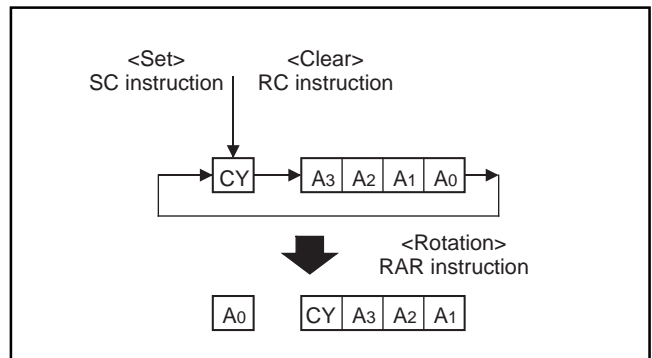 <Set> <Clear>
SC instruction RC instruction
CY A3 A2 A1 A0
<Rotation>
RAR instruction
A0 CY A3 A2 A1